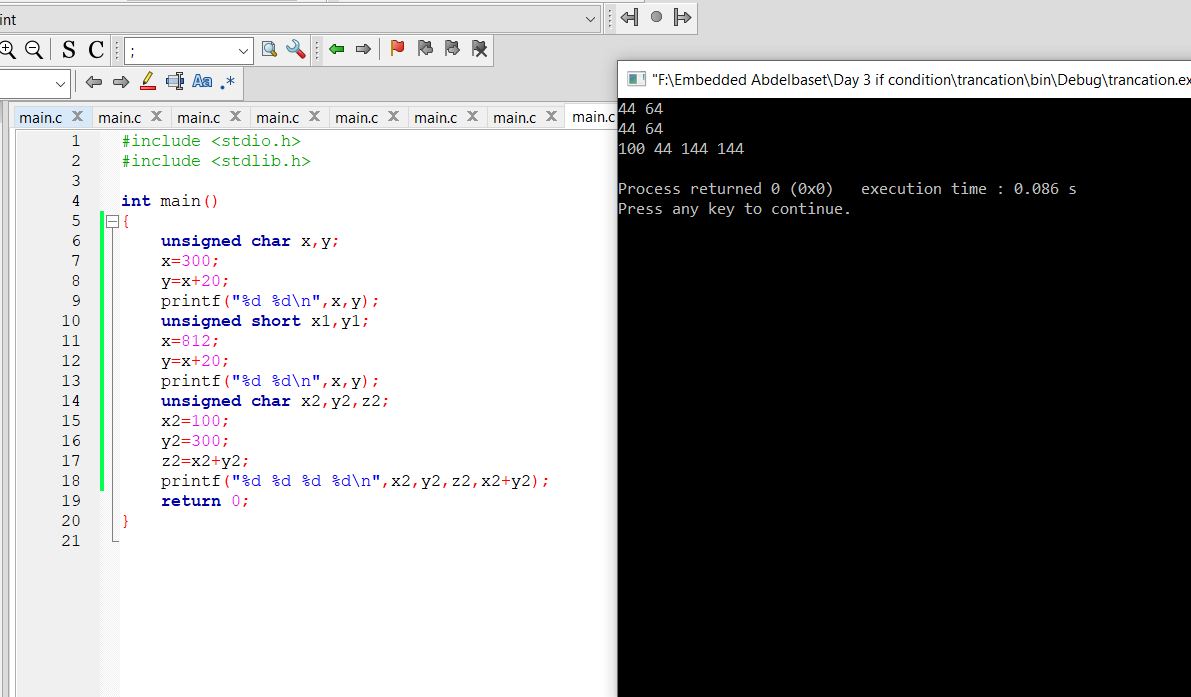 int
S C ;
Aa .*
main.c X main.c X main.c X main.c X main.c X main.c X main.c X main.c
1 #include <stdio.h>
2 #include <stdlib.h>
3
4 int main()
5 {
6 unsigned char x,y;
7 x=300;
8 y=x+20;
9 printf("%d %d\n",x,y);
10 unsigned short x1,y1;
11 x=812;
12 y=x+20;
13 printf("%d %d\n",x,y);
14 unsigned char x2,y2,z2;
15 x2=100;
16 y2=300;
17 z2=x2+y2;
18 printf("%d %d %d %d\n",x2,y2,z2,x2+y2);
19 return 0;
20 }
21
"F:\Embedded Abdelbaset\Day 3 if condition\trancation\bin\Debug\trancation.ex
44 64
44 64
100 44 144 144
Process returned 0 (0x0) execution time : 0.086 s
Press any key to continue.